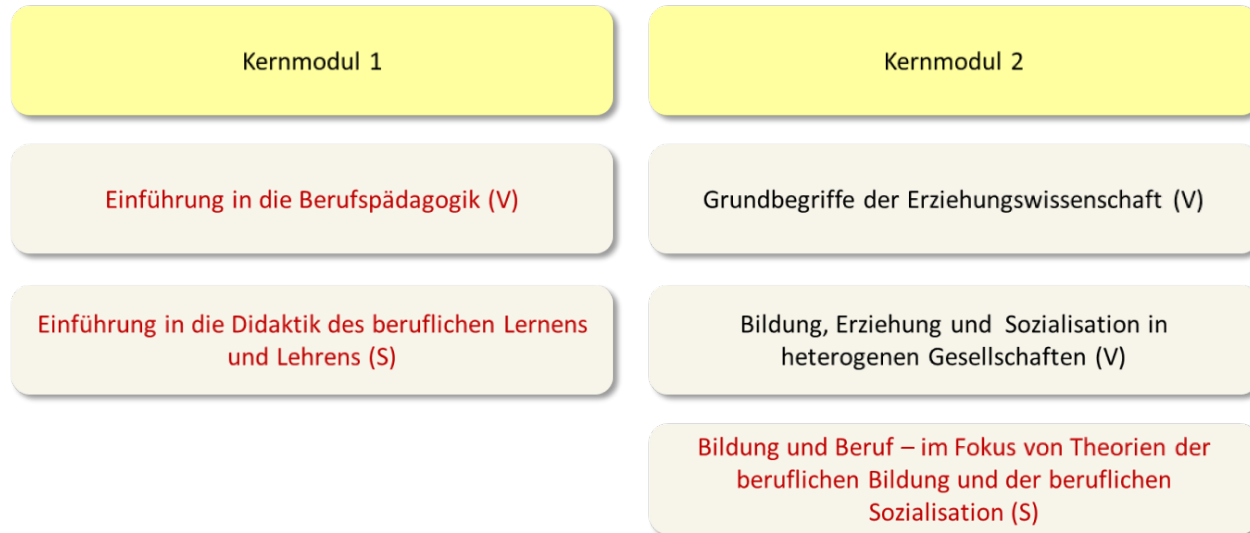 Kernmodul 1
Kernmodul 2
Einführung in die Berufspädagogik (V)
Grundbegriffe der Erziehungswissenschaft (V)
Einführung in die Didaktik des beruflichen Lernens
und Lehrens (S)
Bildung, Erziehung und  Sozialisation in
heterogenen Gesellschaften (V)
Bildung und Beruf – im Fokus von Theorien der
beruflichen Bildung und der beruflichen
Sozialisation (S)